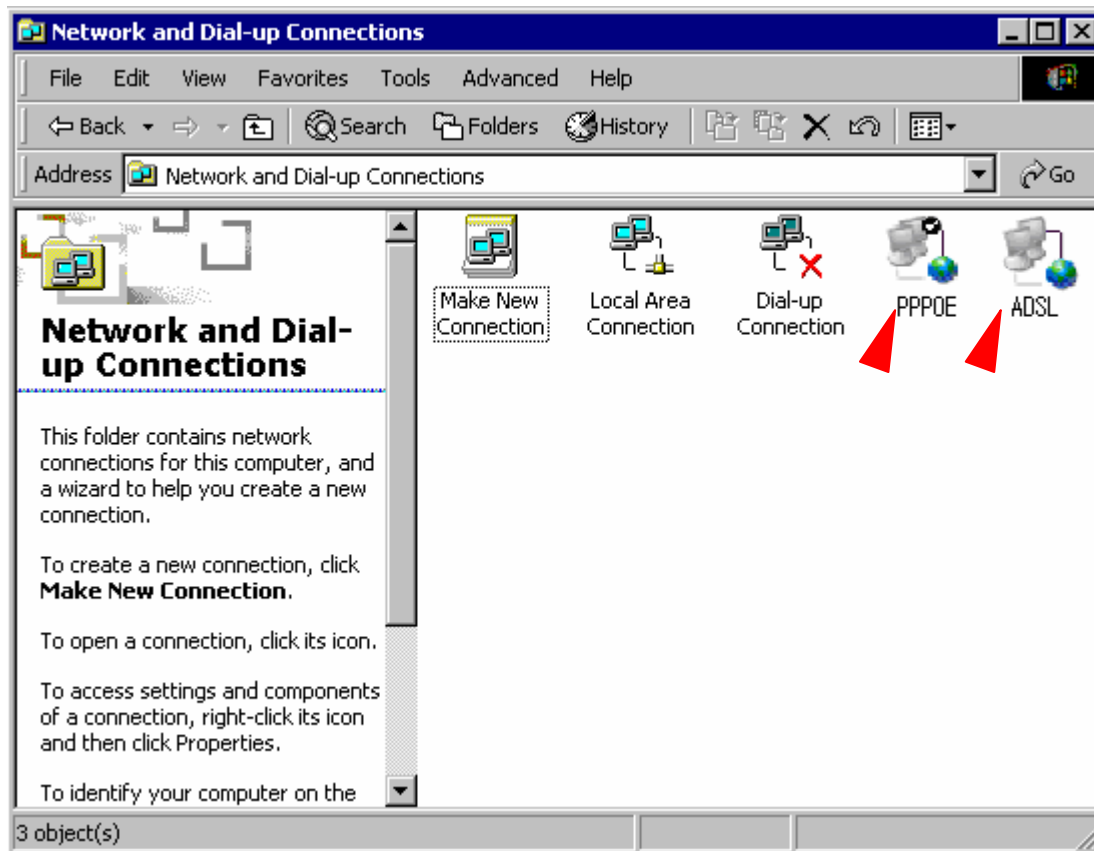 Network and Dial-up Connections
File Edit View Favorites Tools Advanced Help
Back Search Folders History
Address Network and Dial-up Connections Go
Network and Dial-
up Connections
This folder contains network
connections for this computer, and
a wizard to help you create a new
connection.
To create a new connection, click
Make New Connection.
To open a connection, click its icon.
To access settings and components
of a connection, right-click its icon
and then click Properties.
To identify your computer on the
Make New
Connection
Local Area
Connection
Dial-up
Connection
PPPOE
ADSL
3 object(s)